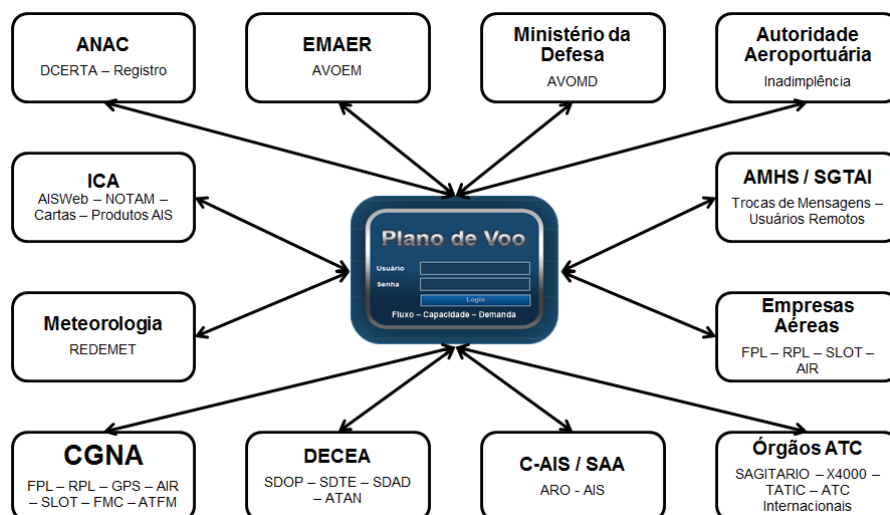 ANAC
DCERTA – Registro
EMAER
AVOEM
Ministério da
Defesa
AVOMD
Autoridade
Aeroportuária
Inadimplência
ICA
AISWeb – NOTAM –
Cartas – Produtos AIS
AMHS / SGTAI
Trocas de Mensagens –
Usuários Remotos
Plano de Voo
Usuário
Senha
Login
Fluxo – Capacidade – Demanda
Meteorologia
REDEMET
Empresas
Aéreas
FPL – RPL – SLOT –
AIR
CGNA
FPL – RPL – GPS – AIR
– SLOT – FMC – ATFM
DECEA
SDOP – SDTE – SDAD
– ATAN
C-AIS / SAA
ARO - AIS
Órgãos ATC
SAGITARIO – X4000 –
TATIC – ATC
Internacionais